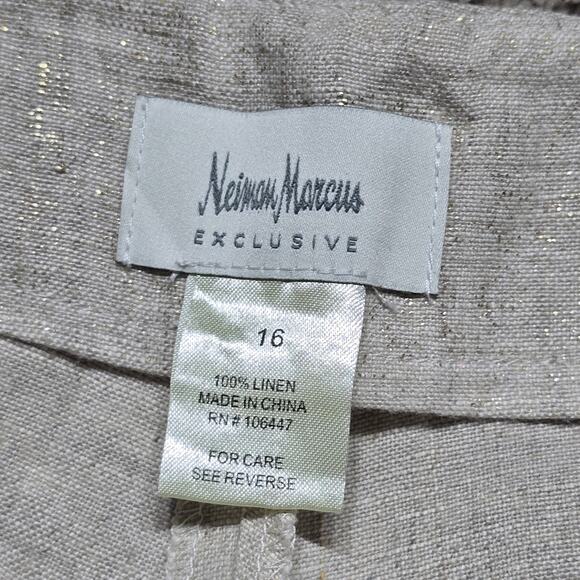 Neiman Marcus
EXCLUSIVE
16
100% LINEN
MADE IN CHINA
RN # 106447
FOR CARE
SEE REVERSE